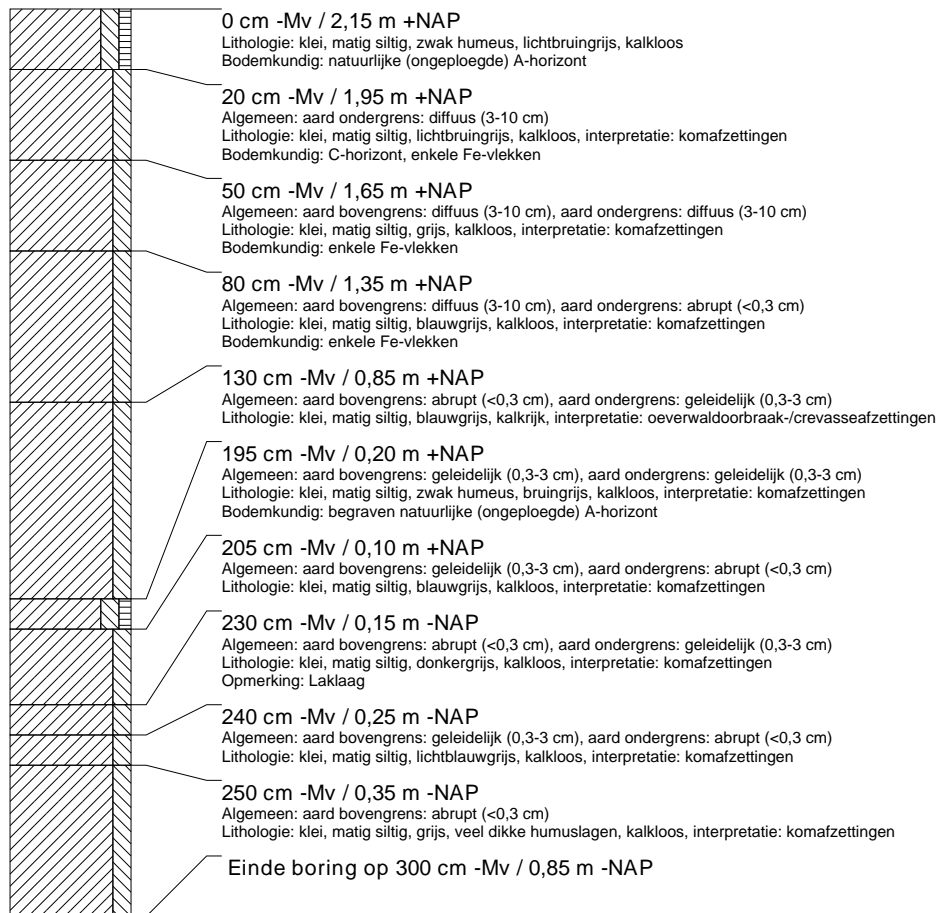 0 cm -Mv / 2,15 m +NAP
Lithologie: klei, matig siltig, zwak humeus, lichtbruingrijs, kalkloos
Bodemkundig: natuurlijke (ongeploegde) A-horizont
20 cm -Mv / 1,95 m +NAP
Algemeen: aard ondergrens: diffuus (3-10 cm)
Lithologie: klei, matig siltig, lichtbruingrijs, kalkloos, interpretatie: komafzettingen
Bodemkundig: C-horizont, enkele Fe-vlekken
50 cm -Mv / 1,65 m +NAP
Algemeen: aard bovengrens: diffuus (3-10 cm), aard ondergrens: diffuus (3-10 cm)
Lithologie: klei, matig siltig, grijs, kalkloos, interpretatie: komafzettingen
Bodemkundig: enkele Fe-vlekken
80 cm -Mv / 1,35 m +NAP
Algemeen: aard bovengrens: diffuus (3-10 cm), aard ondergrens: abrupt (<0,3 cm)
Lithologie: klei, matig siltig, blauwgrijs, kalkloos, interpretatie: komafzettingen
Bodemkundig: enkele Fe-vlekken
130 cm -Mv / 0,85 m +NAP
Algemeen: aard bovengrens: abrupt (<0,3 cm), aard ondergrens: geleidelijk (0,3-3 cm)
Lithologie: klei, matig siltig, blauwgrijs, kalkrijk, interpretatie: oeverwaldoorbraak-/crevasseafzettingen
195 cm -Mv / 0,20 m +NAP
Algemeen: aard bovengrens: geleidelijk (0,3-3 cm), aard ondergrens: geleidelijk (0,3-3 cm)
Lithologie: klei, matig siltig, zwak humeus, bruingrijs, kalkloos, interpretatie: komafzettingen
Bodemkundig: begraven natuurlijke (ongeploegde) A-horizont
205 cm -Mv / 0,10 m +NAP
Algemeen: aard bovengrens: geleidelijk (0,3-3 cm), aard ondergrens: abrupt (<0,3 cm)
Lithologie: klei, matig siltig, blauwgrijs, kalkloos, interpretatie: komafzettingen
230 cm -Mv / 0,15 m -NAP
Algemeen: aard bovengrens: abrupt (<0,3 cm), aard ondergrens: geleidelijk (0,3-3 cm)
Lithologie: klei, matig siltig, donkergrijs, kalkloos, interpretatie: komafzettingen
Opmerking: Laklaag
240 cm -Mv / 0,25 m -NAP
Algemeen: aard bovengrens: geleidelijk (0,3-3 cm), aard ondergrens: abrupt (<0,3 cm)
Lithologie: klei, matig siltig, lichtblauwgrijs, kalkloos, interpretatie: komafzettingen
250 cm -Mv / 0,35 m -NAP
Algemeen: aard bovengrens: abrupt (<0,3 cm)
Lithologie: klei, matig siltig, grijs, veel dikke humuslagen, kalkloos, interpretatie: komafzettingen
Einde boring op 300 cm -Mv / 0,85 m -NAP